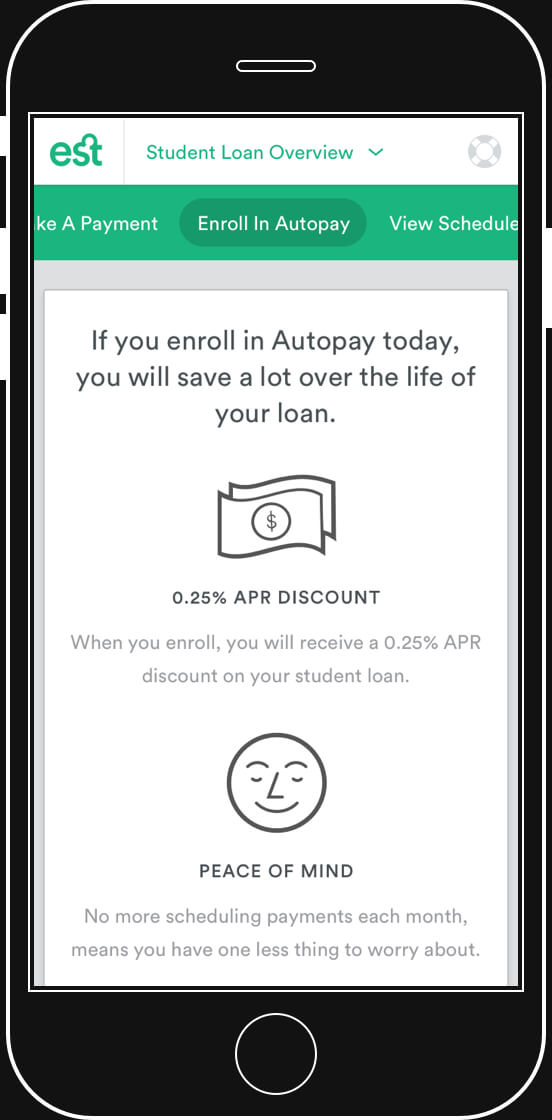 est
Student Loan Overview
ke A Payment
Enroll In Autopay
View Schedule
If you enroll in Autopay today,
you will save a lot over the life of
your loan.
$
0.25% APR DISCOUNT
When you enroll, you will receive a 0.25% APR
discount on your student loan.
PEACE OF MIND
No more scheduling payments each month,
means you have one less thing to worry about.